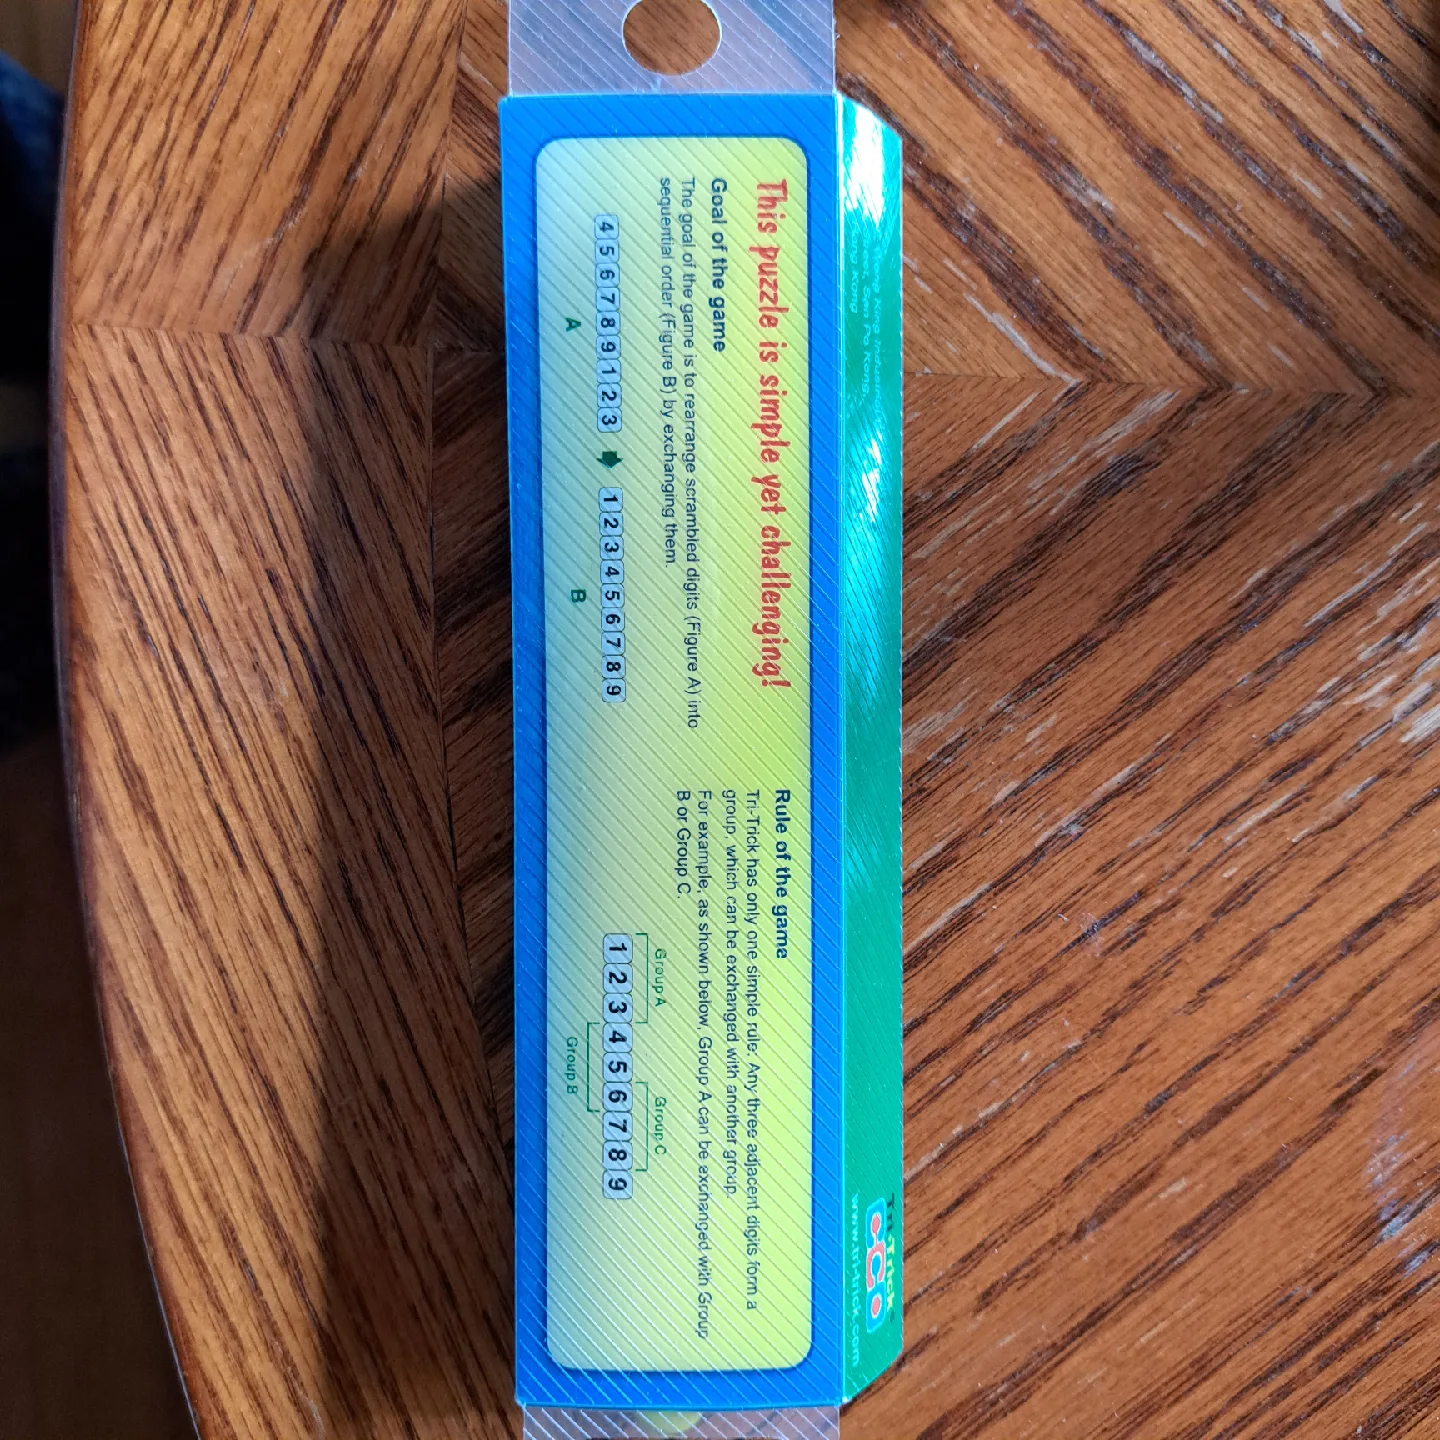 This puzzle is simple yet challenging!
Goal of the game
The goal of the game is to rearrange scrambled digits (Figure A) into
sequential order (Figure B) by exchanging them.
4 5 6 7 8 9 1 2 3
1 2 3 4 5 6 7 8 9
A
B
Rule of the game
Tri-Trick has only one simple rule: Any three adjacent digits form a
group, which can be exchanged with another group.
For example, as shown below, Group A can be exchanged with Group
B or Group C.
Group A
Group C
1 2 3 4 5 6 7 8 9
Group B
Kong
Tri-Trick
www.tri-trick.com